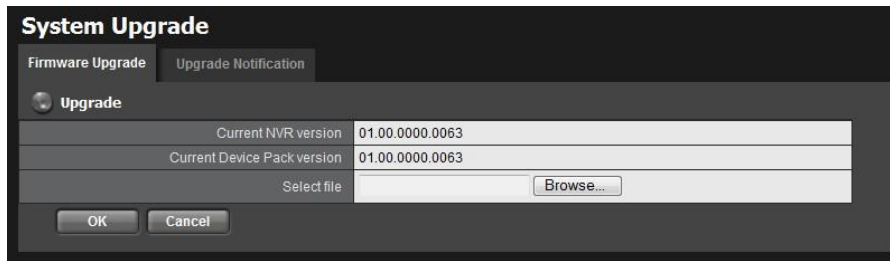 System Upgrade
Firmware Upgrade Upgrade Notification
Upgrade
Current NVR version 01.00.0000.0063
Current Device Pack version 01.00.0000.0063
Select file Browse...
OK Cancel